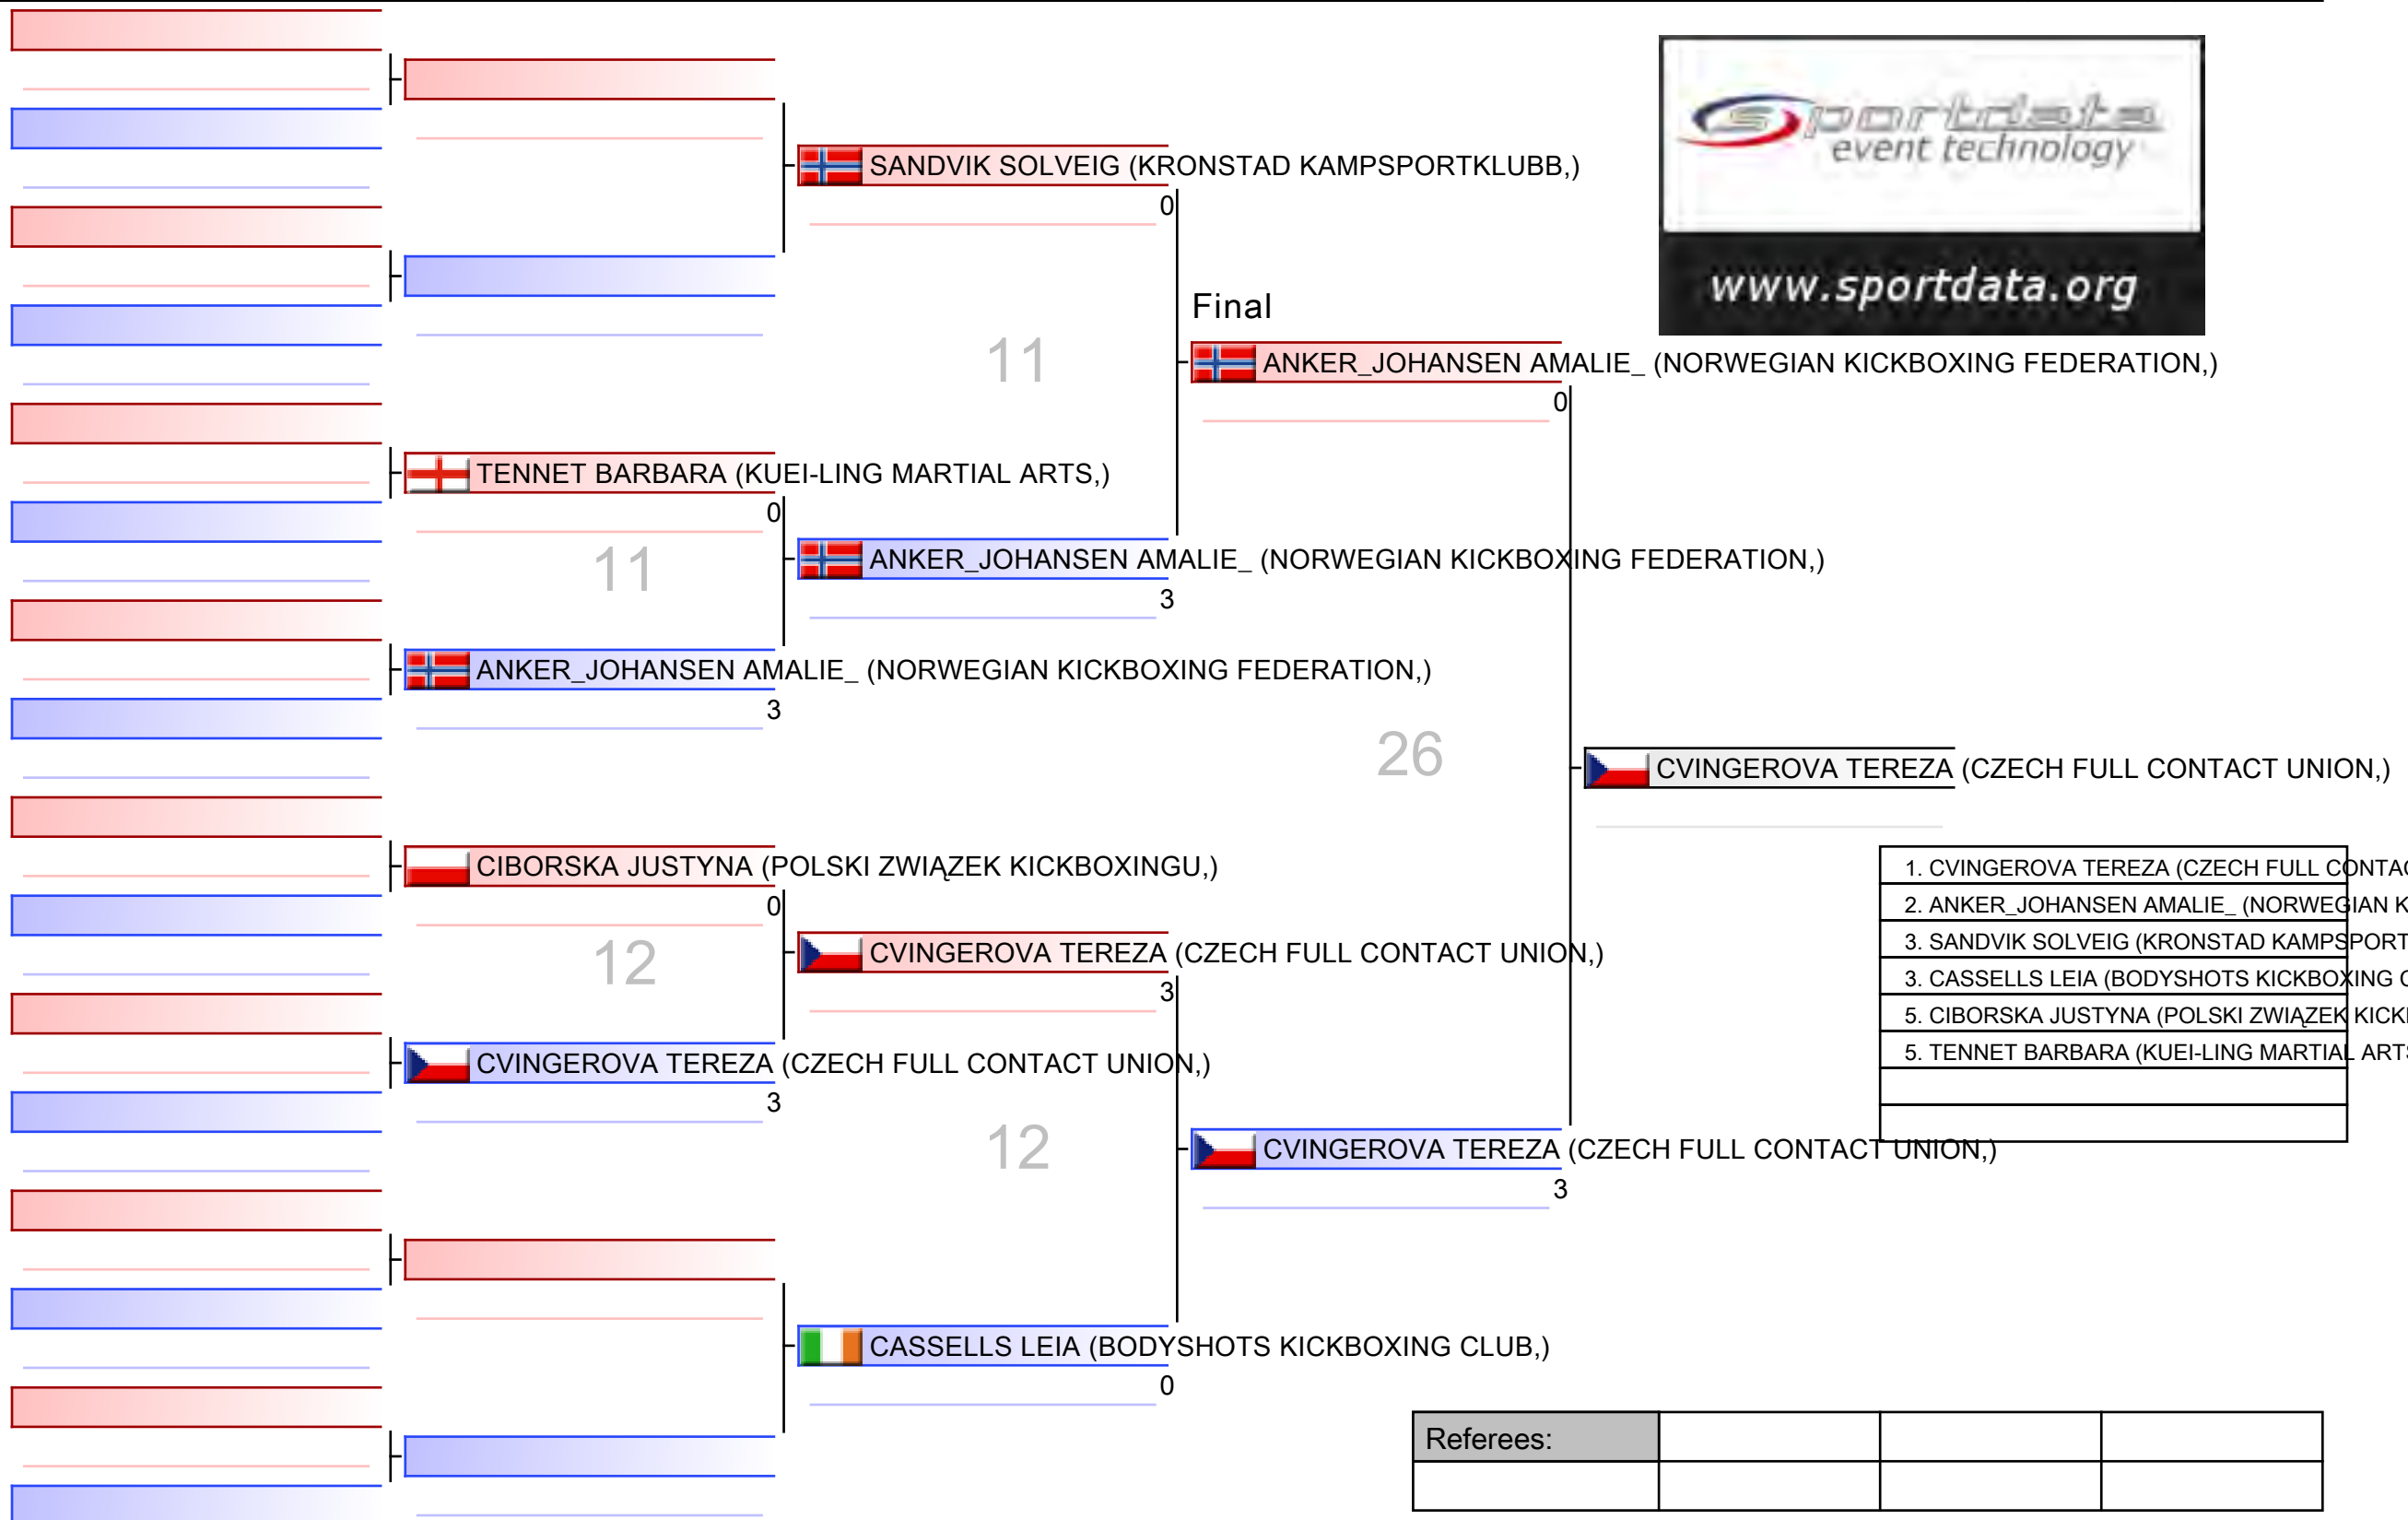 sportdata
event technology
www.sportdata.org
SANDVIK SOLVEIG (KRONSTAD KAMPSPORTKLUBB,)
0
Final
11
ANKER_JOHANSEN AMALIE_ (NORWEGIAN KICKBOXING FEDERATION,)
0
TENNET BARBARA (KUEI-LING MARTIAL ARTS,)
0
11
ANKER_JOHANSEN AMALIE_ (NORWEGIAN KICKBOXING FEDERATION,)
3
ANKER_JOHANSEN AMALIE_ (NORWEGIAN KICKBOXING FEDERATION,)
3
26
CVINGEROVA TEREZA (CZECH FULL CONTACT UNION,)
CIBORSKA JUSTYNA (POLSKI ZWIĄZEK KICKBOXINGU,)
0
12
CVINGEROVA TEREZA (CZECH FULL CONTACT UNION,)
3
CVINGEROVA TEREZA (CZECH FULL CONTACT UNION,)
3
12
CVINGEROVA TEREZA (CZECH FULL CONTACT UNION,)
3
CASSELLS LEIA (BODYSHOTS KICKBOXING CLUB,)
0
1. CVINGEROVA TEREZA (CZECH FULL CONTAC
2. ANKER_JOHANSEN AMALIE_ (NORWEGIAN K
3. SANDVIK SOLVEIG (KRONSTAD KAMPSPORT
3. CASSELLS LEIA (BODYSHOTS KICKBOXING C
5. CIBORSKA JUSTYNA (POLSKI ZWIĄZEK KICK
5. TENNET BARBARA (KUEI-LING MARTIAL ARTS
Referees: